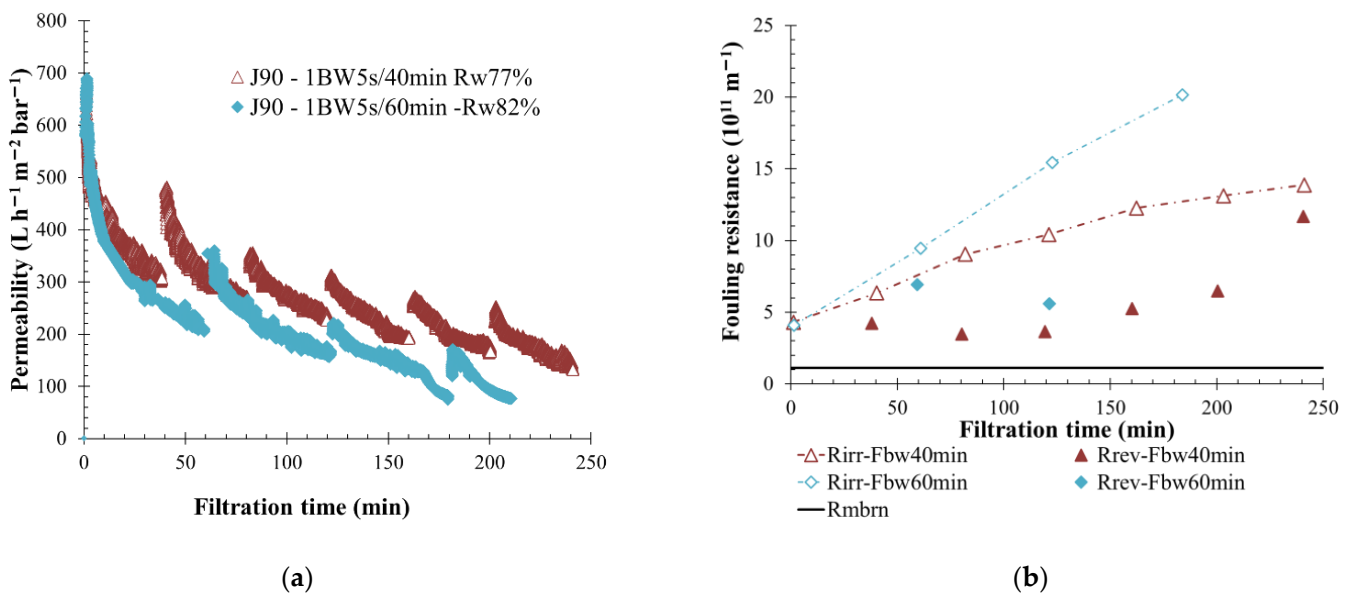 800
700
600
500
400
300
200
100
0
Permeability (L h⁻¹ m⁻² bar⁻¹)
J90 - 1BW5s/40min Rw77%
J90 - 1BW5s/60min -Rw82%
0 50 100 150 200 250
Filtration time (min)
(a)
25
20
15
10
5
0
Fouling resistance (10¹¹ m⁻¹)
0 50 100 150 200 250
Filtration time (min)
Rirr-Fbw40min Rrev-Fbw40min
Rirr-Fbw60min Rrev-Fbw60min
Rmbrn
(b)